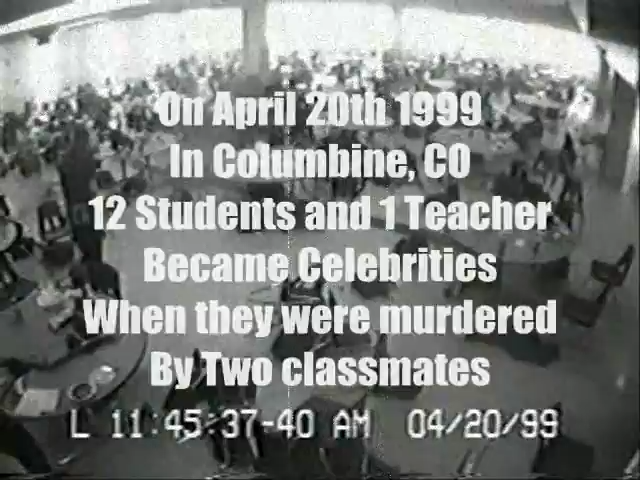 On April 20th 1999
In Columbine, CO
12 Students and 1 Teacher
Became Celebrities
When they were murdered
By Two classmates
L 11:45:37-40 AM 04/20/99